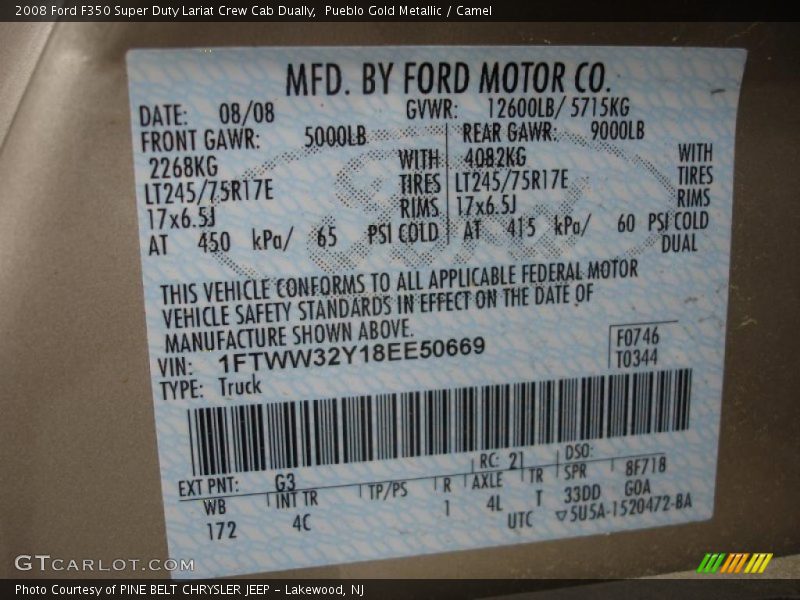 2008 Ford F350 Super Duty Lariat Crew Cab Dually, Pueblo Gold Metallic / Camel
MFD. BY FORD MOTOR CO.
DATE: 08/08 GVWR: 12600LB/ 5715KG
FRONT GAWR: 5000LB REAR GAWR: 9000LB
2268KG WITH 4082KG WITH
LT245/75R17E TIRES LT245/75R17E TIRES
17x6.5J RIMS 17x6.5J RIMS
AT 450 kPa/ 65 PSI COLD AT 415 kPa/ 60 PSI COLD
DUAL
THIS VEHICLE CONFORMS TO ALL APPLICABLE FEDERAL MOTOR
VEHICLE SAFETY STANDARDS IN EFFECT ON THE DATE OF
MANUFACTURE SHOWN ABOVE.
VIN: 1FTWW32Y18EE50669
F0746
T0344
TYPE: Truck
EXT PNT: G3 RC: 21 DSO:
WB INT TR TP/PS R AXLE TR SPR 8F718
172 4C 1 4L T 33DD G0A
UTC ▽5U5A-1520472-BA
GTCARLOT.COM
Photo Courtesy of PINE BELT CHRYSLER JEEP - Lakewood, NJ